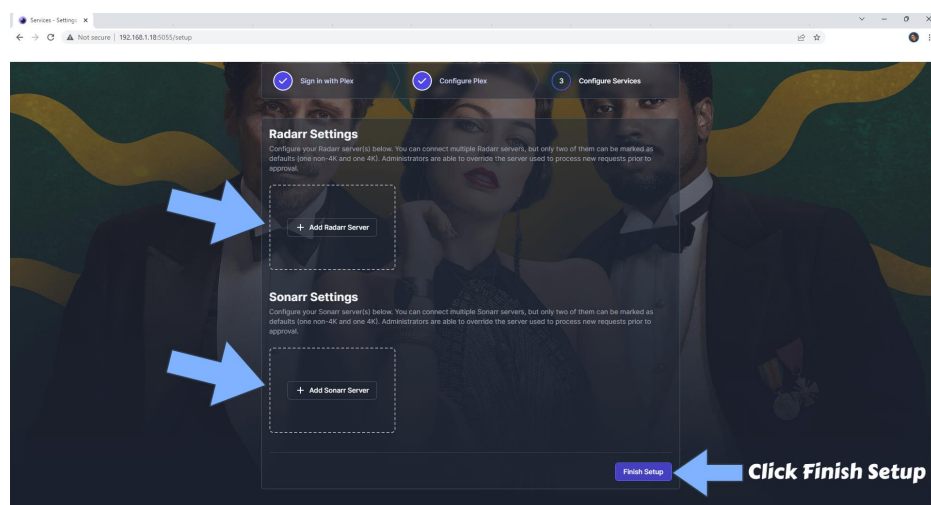 Services - Settings
Not secure | 192.168.1.18:5055/setup
Sign in with Plex
Configure Plex
3 Configure Services
Radarr Settings
Configure your Radarr server(s) below. You can connect multiple Radarr servers, but only two of them can be marked as
defaults (one non-4K and one 4K). Administrators are able to override the server used to process new requests prior to
approval.
+ Add Radarr Server
Sonarr Settings
Configure your Sonarr server(s) below. You can connect multiple Sonarr servers, but only two of them can be marked as
defaults (one non-4K and one 4K). Administrators are able to override the server used to process new requests prior to
approval.
+ Add Sonarr Server
Finish Setup
Click Finish Setup